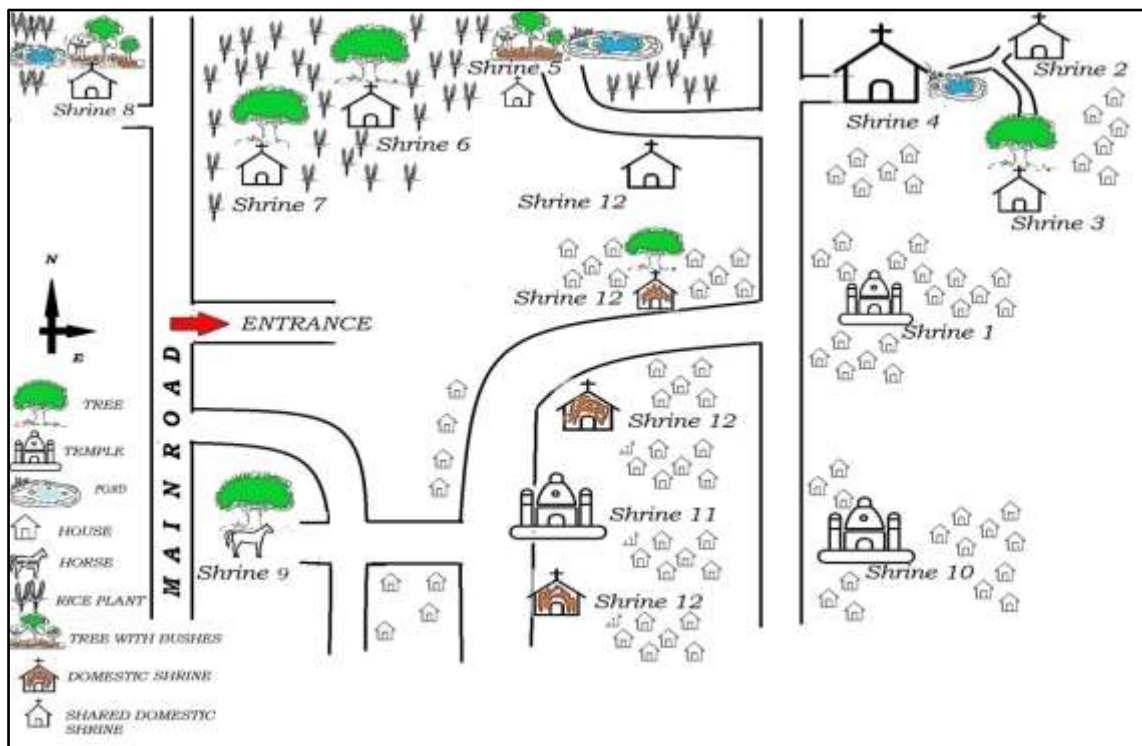 Shrine 8
Shrine 5
Shrine 2
Shrine 6
Shrine 4
Shrine 7
Shrine 12
Shrine 3
N
E
Shrine 12
ENTRANCE
Shrine 1
MAINROAD
TREE
Shrine 12
TEMPLE
POND
Shrine 11
HOUSE
HORSE
Shrine 9
Shrine 10
RICE PLANT
Shrine 12
TREE WITH BUSHES
DOMESTIC SHRINE
SHARED DOMESTIC
SHRINE